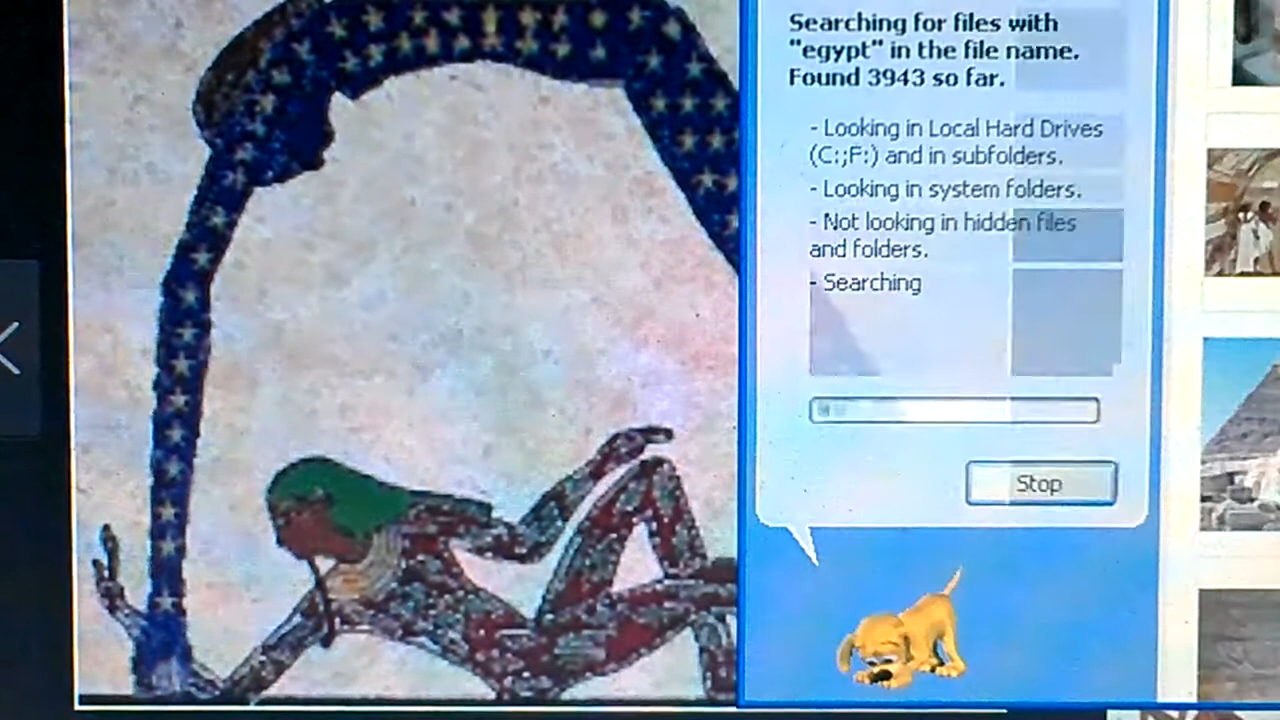 Searching for files with
"egypt" in the file name.
Found 3943 so far.
- Looking in Local Hard Drives
(C:;F:) and in subfolders.
- Looking in system folders.
- Not looking in hidden files
and folders.
- Searching
Stop